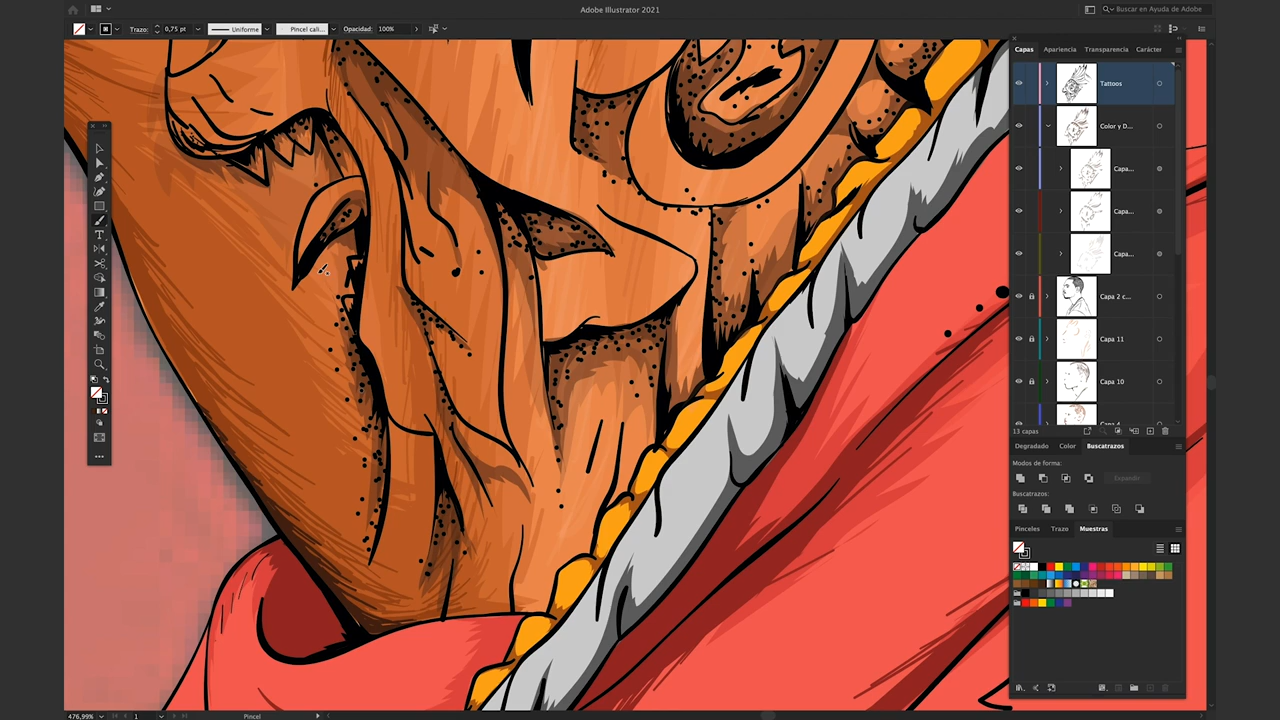 Adobe Illustrator 2021
Buscar en Ayuda de Adobe
Trazo: 0,75 pt Uniforme Pincel cali... Opacidad: 100%
Capas Apariencia Transparencia Carácter
Tattoos
Color y D...
Capa...
Capa...
Capa...
Capa 2 c...
Capa 11
Capa 10
13 capas
Degradado Color Buscatrazos
Modos de forma:
Expandir
Buscatrazos:
Pinceles Trazo Muestras
476,99% 1 Pincel